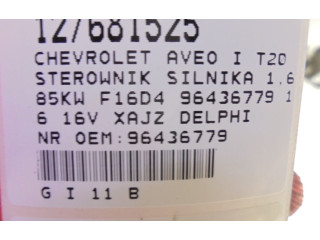 127681525
CHEVROLET AVEO I T20
STEROWNIK SILNIKA 1.6
85KW F16D4 96436779 1
6 16V XAJZ DELPHI
NR OEM:96436779
G I 11 B